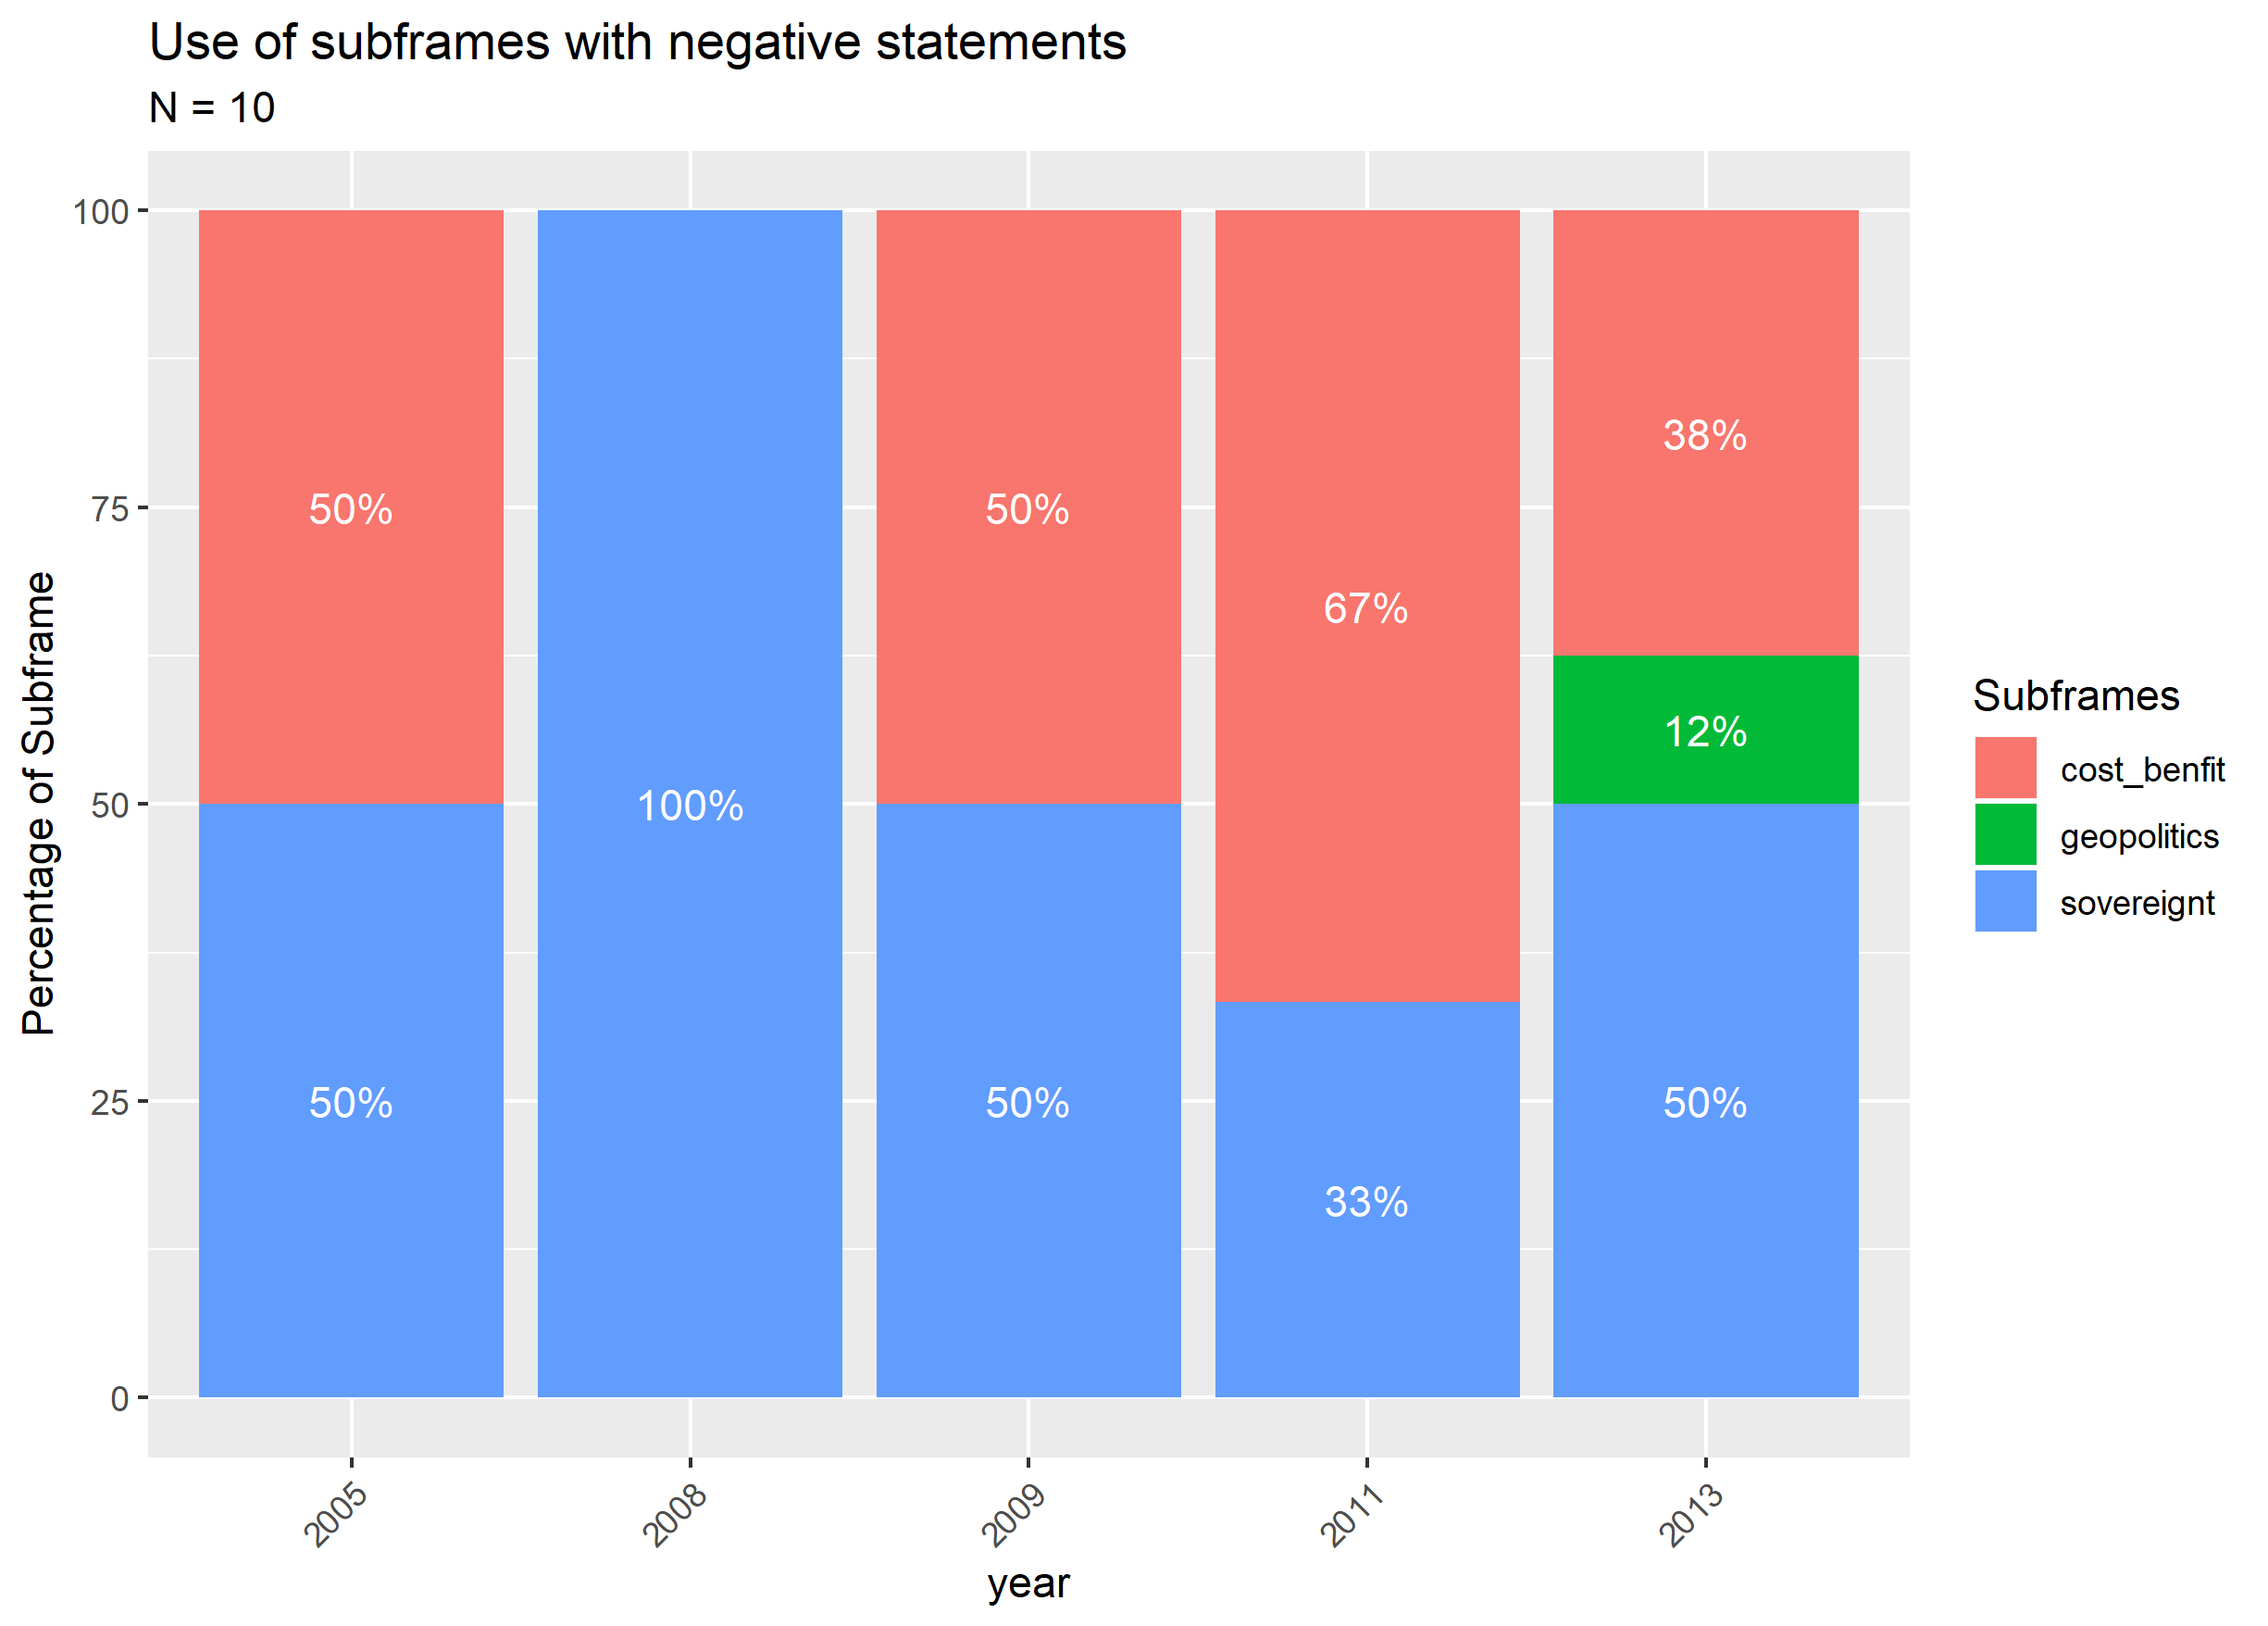 Use of subframes with negative statements
N = 10
Percentage of Subframe
100
75
50
25
0
50%
50%
100%
50%
50%
67%
33%
38%
12%
50%
2005
2008
2009
2011
2013
year
Subframes
cost_benfit
geopolitics
sovereignt